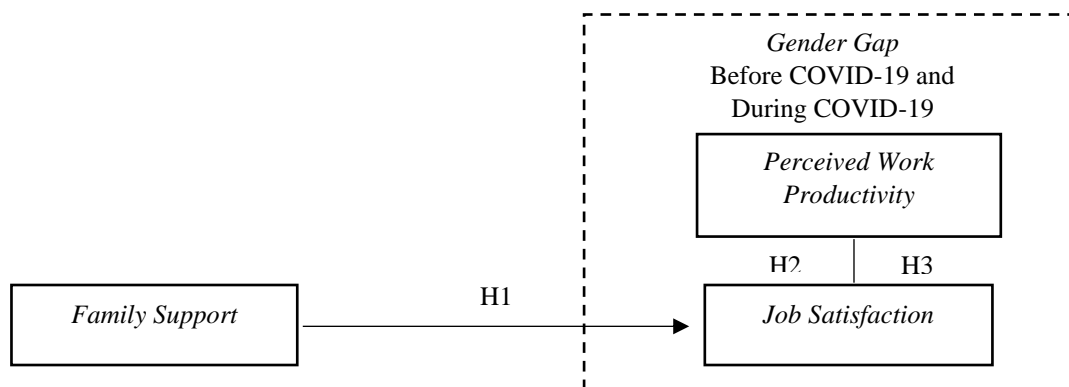 Gender Gap
Before COVID-19 and
During COVID-19
Perceived Work
Productivity
H2 H3
H1
Family Support
Job Satisfaction